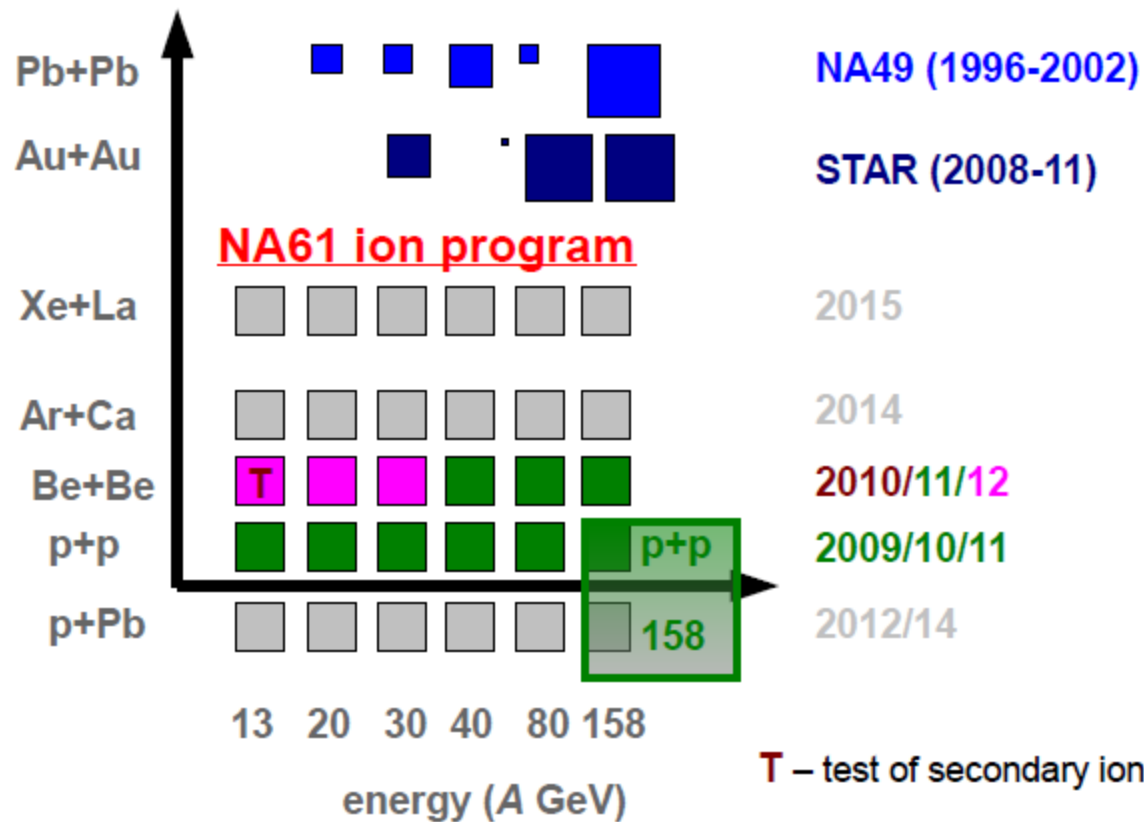 Pb+Pb NA49 (1996-2002)
Au+Au STAR (2008-11)
NA61 ion program
Xe+La 2015
Ar+Ca 2014
Be+Be T 2010/11/12
p+p p+p 2009/10/11
p+Pb 158 2012/14
13 20 30 40 80 158
T – test of secondary ion
energy (A GeV)